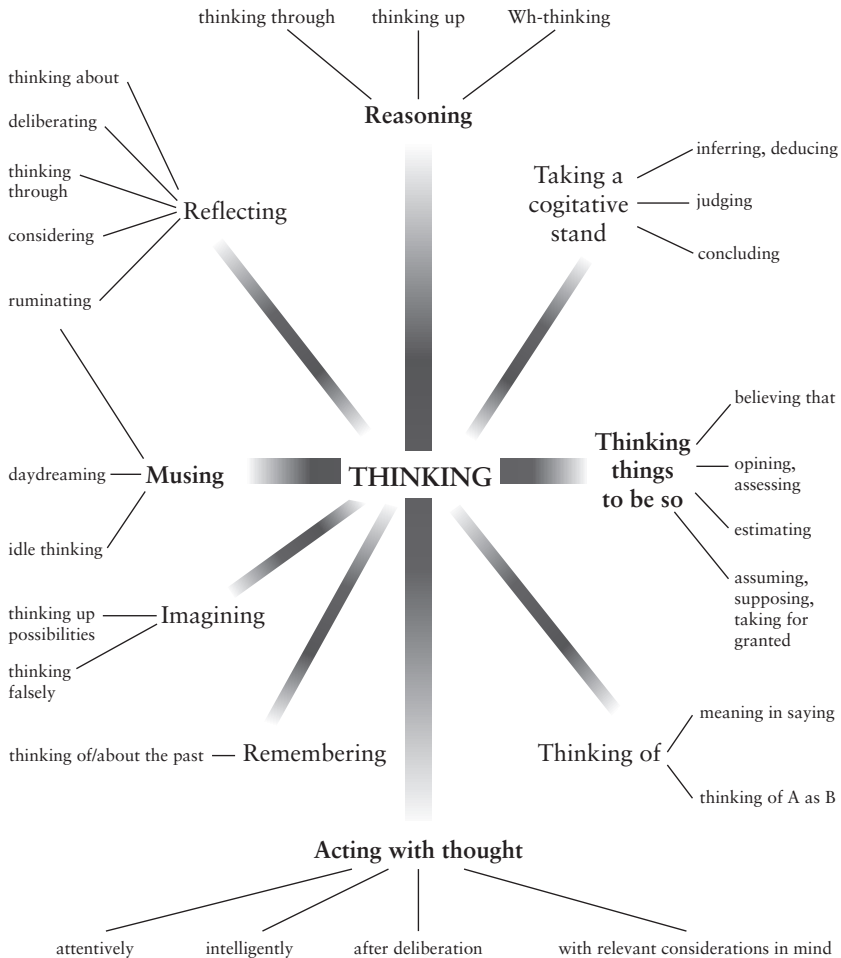 thinking through
thinking up
Wh-thinking
Reasoning
thinking about
deliberating
thinking
through
considering
ruminating
Reflecting
Taking a
cogitative
stand
inferring, deducing
judging
concluding
daydreaming
idle thinking
Musing
THINKING
Thinking
things
to be so
believing that
opining,
assessing
estimating
assuming,
supposing,
taking for
granted
thinking up
possibilities
thinking
falsely
Imagining
thinking of/about the past
Remembering
Thinking of
meaning in saying
thinking of A as B
Acting with thought
attentively
intelligently
after deliberation
with relevant considerations in mind